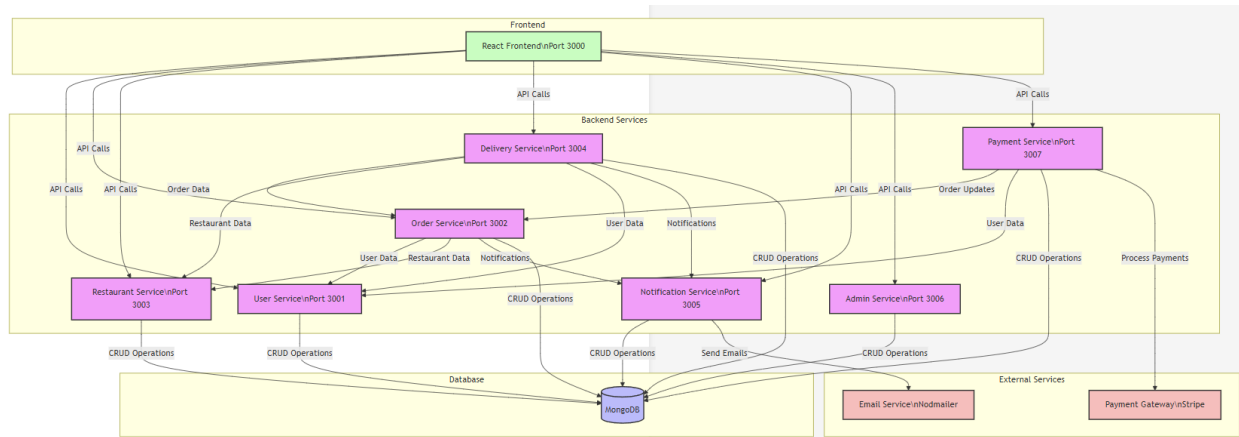 Frontend
React Frontend\nPort 3000
API Calls
API Calls
Backend Services
Delivery Service\nPort 3004
Payment Service\nPort
3007
API Calls
API Calls
API Calls
Order Data
API Calls
API Calls
Order Updates
Restaurant Data
Order Service\nPort 3002
User Data
Notifications
User Data
User Data
Restaurant Data
Notifications
CRUD Operations
CRUD Operations
Process Payments
Restaurant Service\nPort
3003
User Service\nPort 3001
Notification Service\nPort
3005
Admin Service\nPort 3006
CRUD Operations
CRUD Operations
CRUD Operations
CRUD Operations
Send Emails
CRUD Operations
Database
External Services
MongoDB
Email Service\nNodmailer
Payment Gateway\nStripe